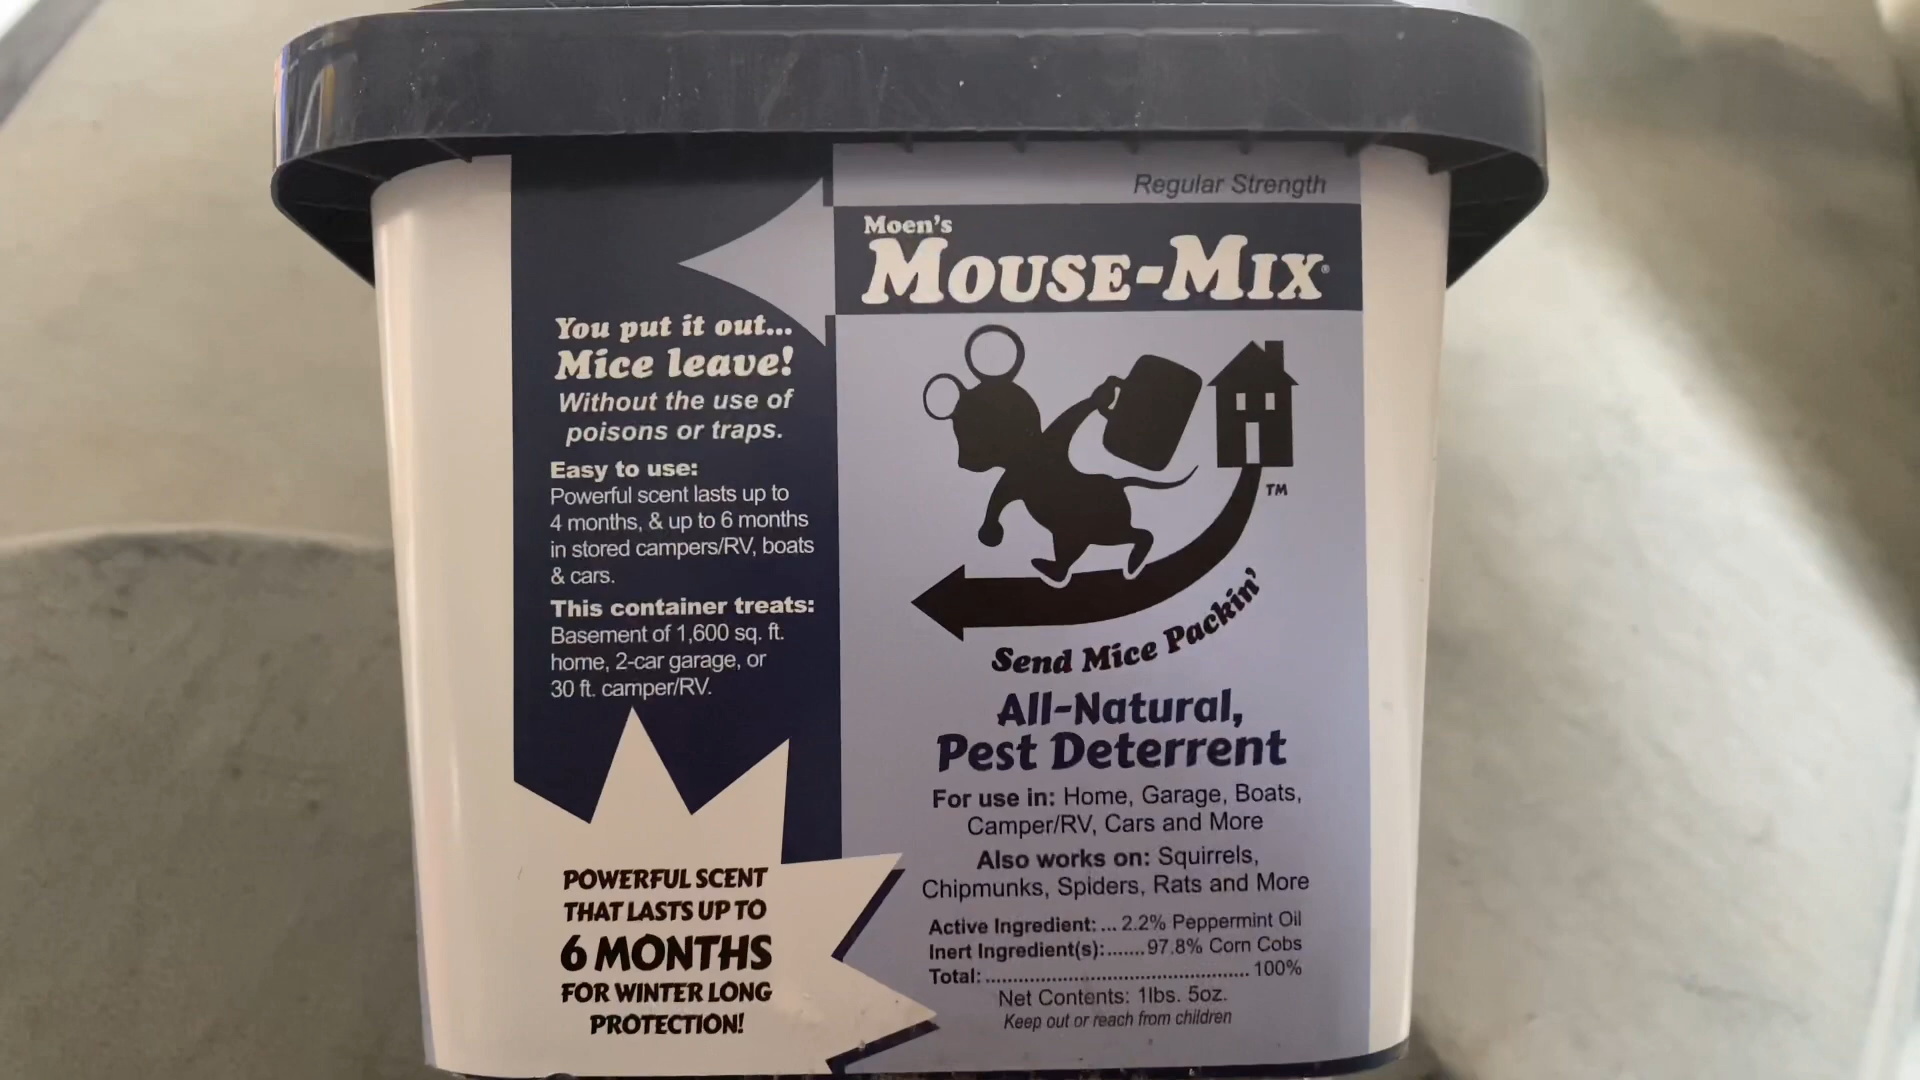 Regular Strength
Moen's
MOUSE-MIX®
You put it out...
Mice leave!
Without the use of
poisons or traps.
Easy to use:
Powerful scent lasts up to
4 months, & up to 6 months
in stored campers/RV, boats
& cars.
This container treats:
Basement of 1,600 sq. ft.
home, 2-car garage, or
30 ft. camper/RV.
POWERFUL SCENT
THAT LASTS UP TO
6 MONTHS
FOR WINTER LONG
PROTECTION!
TM
Send Mice Packin'
All-Natural,
Pest Deterrent
For use in: Home, Garage, Boats,
Camper/RV, Cars and More
Also works on: Squirrels,
Chipmunks, Spiders, Rats and More
Active Ingredient: ... 2.2% Peppermint Oil
Inert Ingredient(s):.......97.8% Corn Cobs
Total: ............................................. 100%
Net Contents: 1lbs. 5oz.
Keep out or reach from children